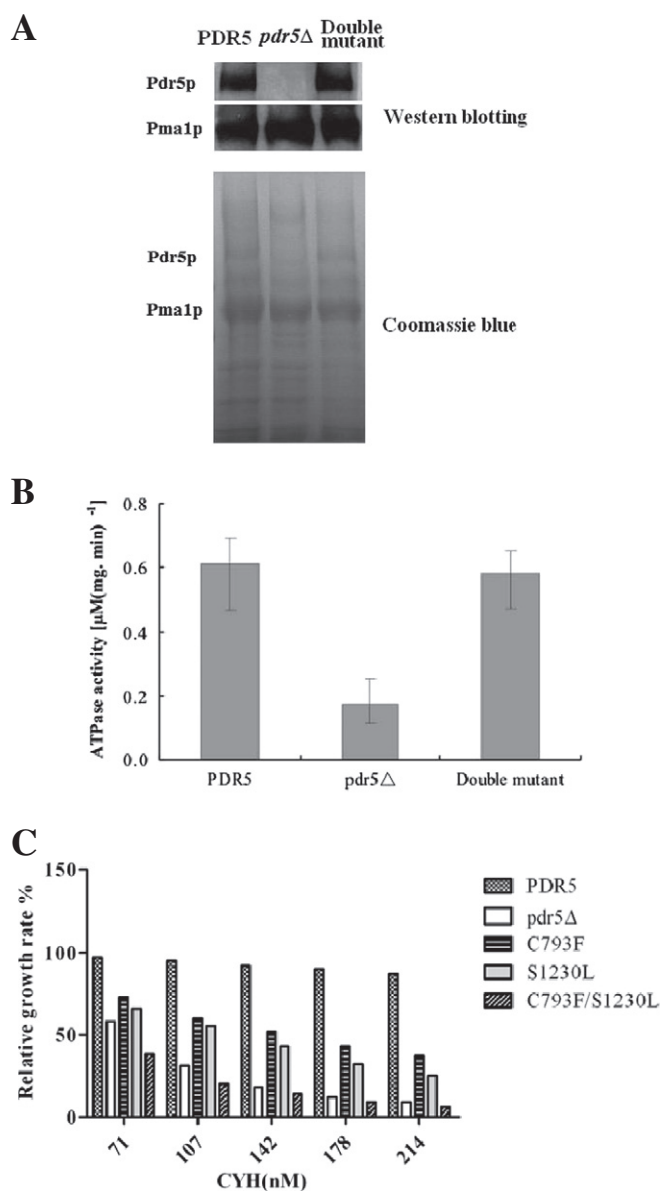 A
PDR5 pdr5Δ Double mutant
Pdr5p
Pma1p
Western blotting
Pdr5p
Pma1p
Coomassie blue
B
ATPase activity [μM(mg. min) ⁻¹]
0.8
0.6
0.4
0.2
0.0
PDR5
pdr5△
Double mutant
C
Relative growth rate %
150
100
50
0
71
107
142
178
214
CYH(nM)
PDR5
pdr5Δ
C793F
S1230L
C793F/S1230L